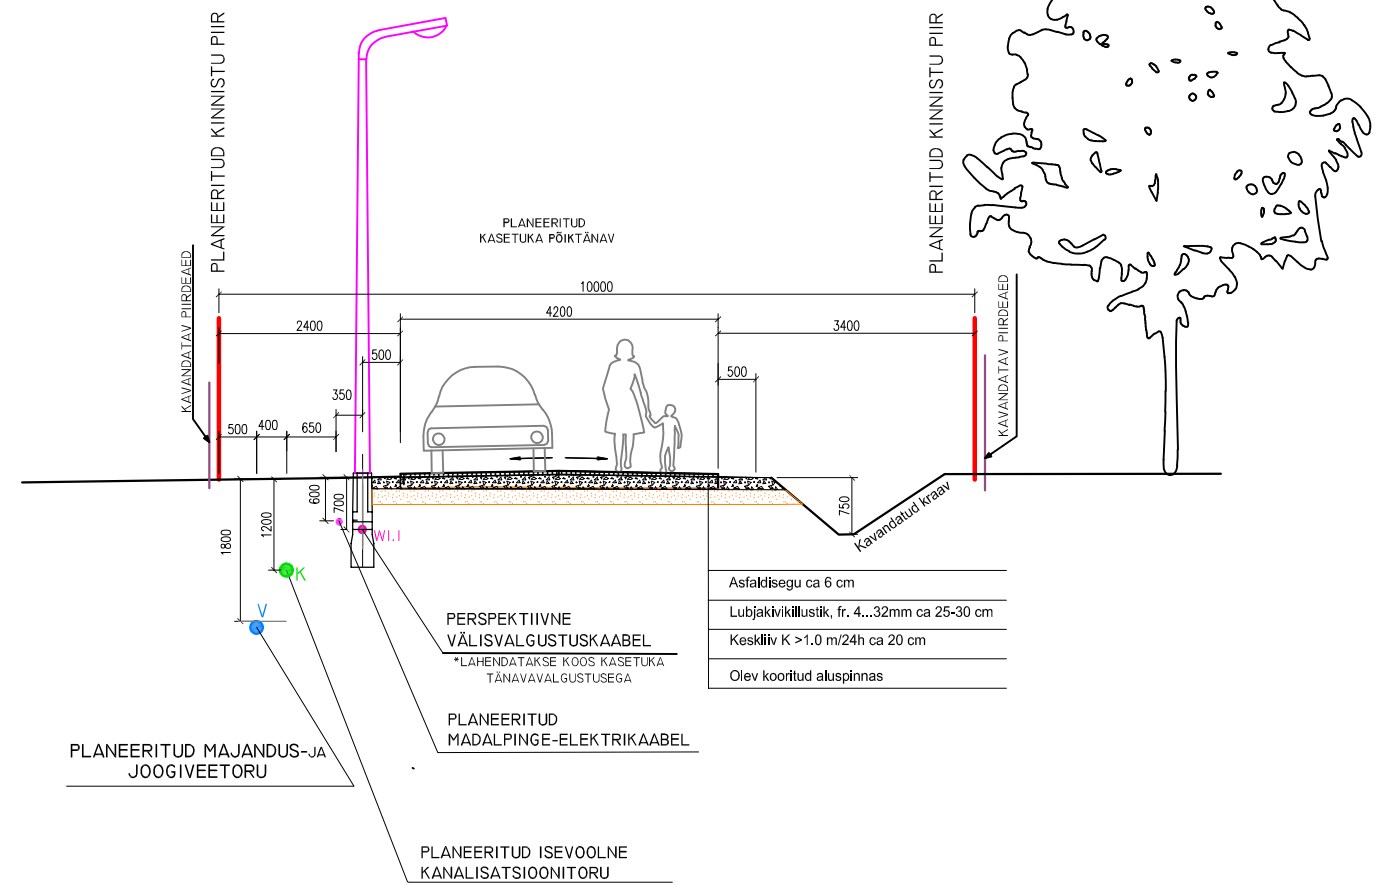 PLANEERITUD KINNISTU PIIR
PLANEERITUD KINNISTU PIIR
PLANEERITUD
KASETUKA PÕIKTÄNAV
KAVANDATAV PIIRDEAED
KAVANDATAV PIIRDEAED
10000
4200
2400
3400
500
500
350
500
400
650
600
700
1200
1800
750
Kavandatud kraav
WI.I
K
V
Asfaldisegu ca 6 cm
Lubjakivikillustik, fr. 4...32mm ca 25-30 cm
Keskliiv K >1.0 m/24h ca 20 cm
Olev kooritud aluspinnas
PERSPEKTIIVNE
VÄLISVALGUSTUSKAABEL
*LAHENDATAKSE KOOS KASETUKA
TÄNAVAVALGUSTUSEGA
PLANEERITUD
MADALPINGE-ELEKTRIKAABEL
PLANEERITUD MAJANDUS-JA
JOOGIVEETORU
PLANEERITUD ISEVOOLNE
KANALISATSIOONITORU